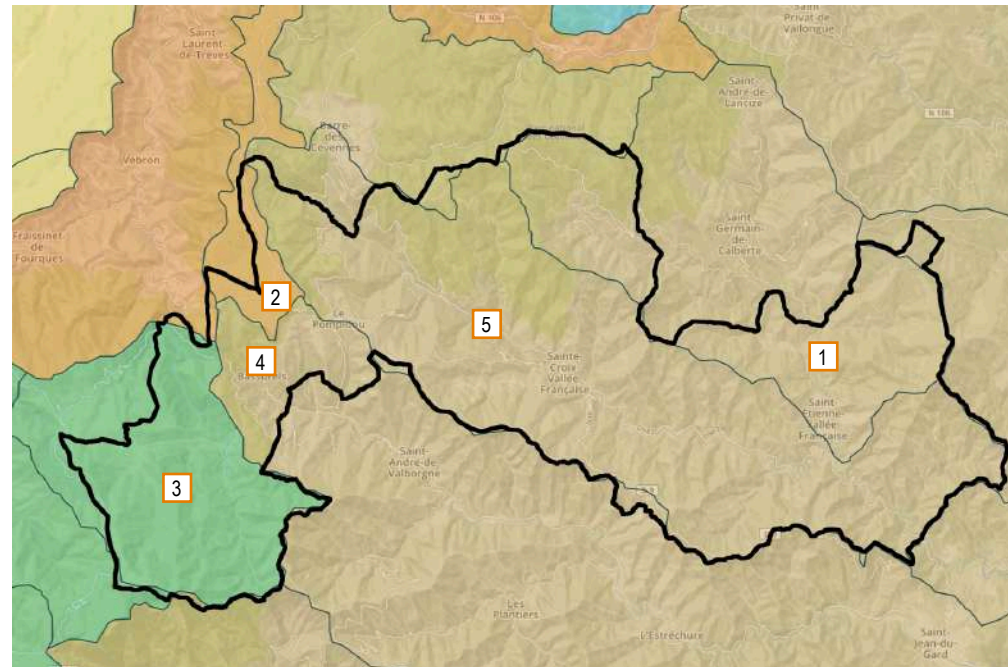 N 106
Saint
Privat-de
Vallongue
Saint
Laurent
de-Trèves
Saint
André-de
Lancize
N 106
Barre
des
Cévennes
Vebron
Saint
Germain
de
Calberte
Fraissinet
de
Fourques
2
Le
Pompidou
5
4
Bassurels
1
Sainte
Croix
Vallée
Française
Saint
Étienne
Vallée
Française
Saint
André-de
Valborgne
3
Les
Plantiers
L'Estréchure
Saint
Jean-du
Gard